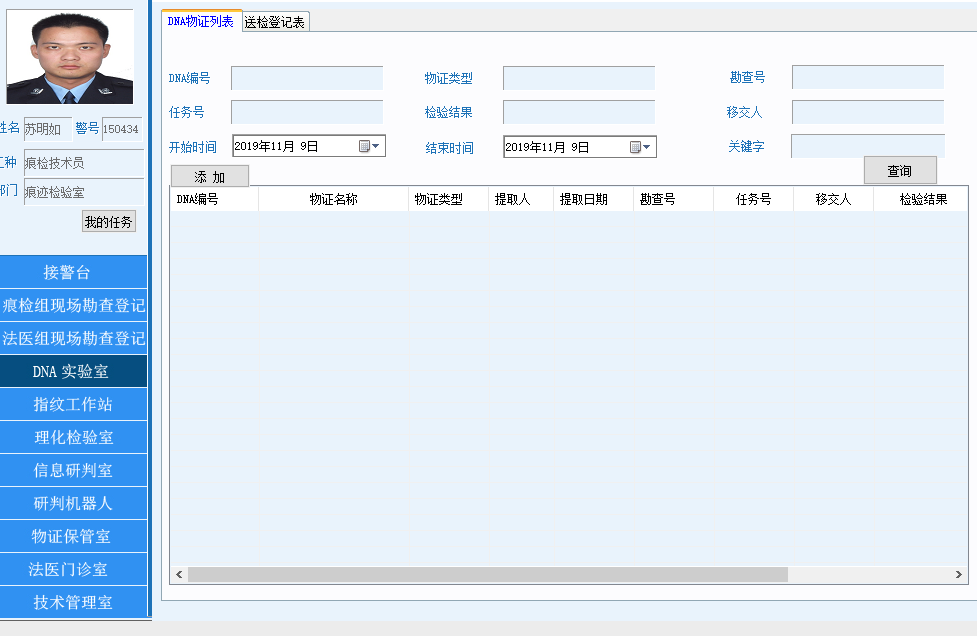 DNA物证列表 送检登记表
姓名 苏明如 警号 150434
工种 痕检技术员
部门 痕迹检验室
我的任务
接警台
痕检组现场勘查登记
法医组现场勘查登记
DNA 实验室
指纹工作站
理化检验室
信息研判室
研判机器人
物证保管室
法医门诊室
技术管理室
DNA编号 物证类型 勘查号
任务号 检验结果 移交人
开始时间 2019年11月 9日 结束时间 2019年11月 9日 关键字
添 加 查询
DNA编号 物证名称 物证类型 提取人 提取日期 勘查号 任务号 移交人 检验结果